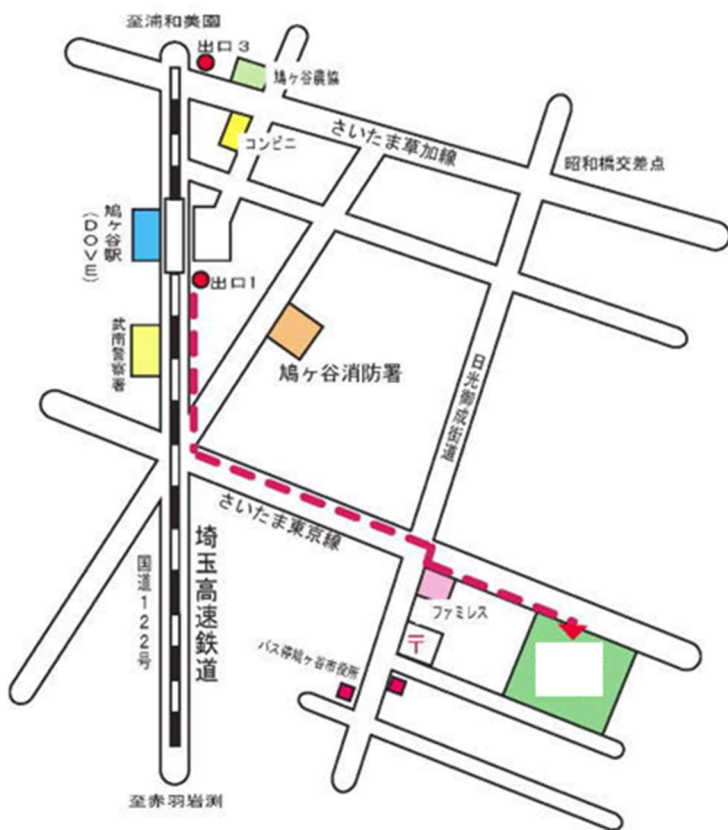 至浦和美園
出口3
鳩ヶ谷農協
コンビニ
さいたま草加線
昭和橋交差点
鳩ヶ谷駅
(DOVE)
出口1
武南警察署
鳩ヶ谷消防署
日光御成街道
さいたま東京線
埼玉高速鉄道
国道122号
ファミレス
〒
バス停鳩ヶ谷市役所
至赤羽岩渕